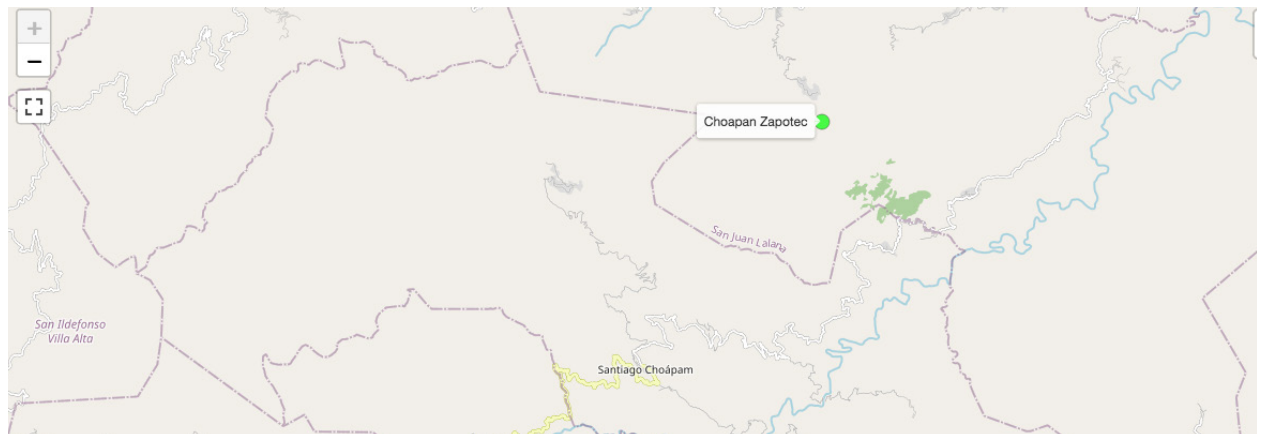 +
−
Choapan Zapotec
San Juan Lalana
San Ildefonso
Villa Alta
Santiago Choápam